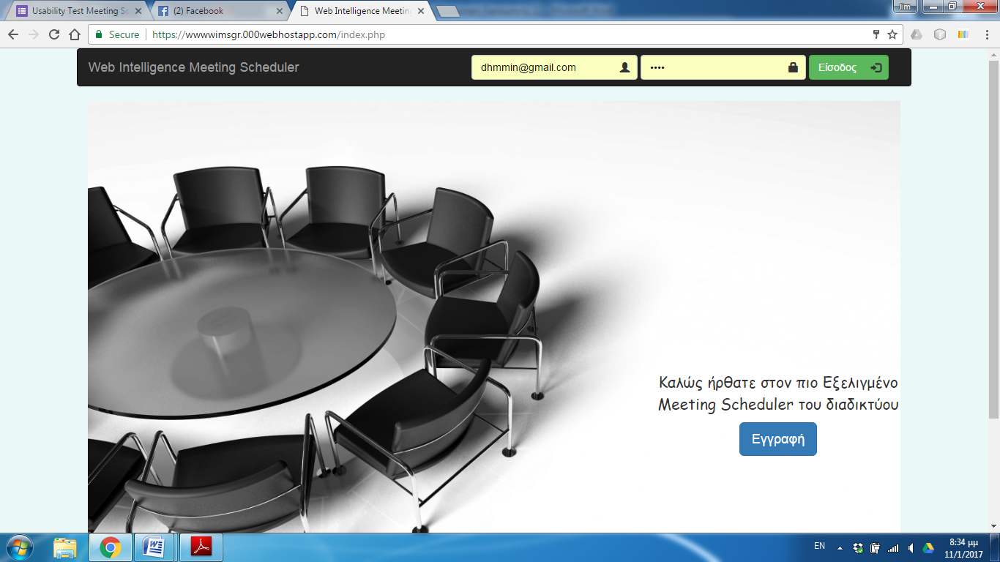 Usability Test Meeting Sc
(2) Facebook
Web Intelligence Meeting
Jim
Secure
https://wwwwimsgr.000webhostapp.com/index.php
Web Intelligence Meeting Scheduler
dhmmin@gmail.com
••••
Είσοδος
Καλώς ήρθατε στον πιο Εξελιγμένο
Meeting Scheduler του διαδικτύου
Εγγραφή
EN
8:34 μμ
11/1/2017